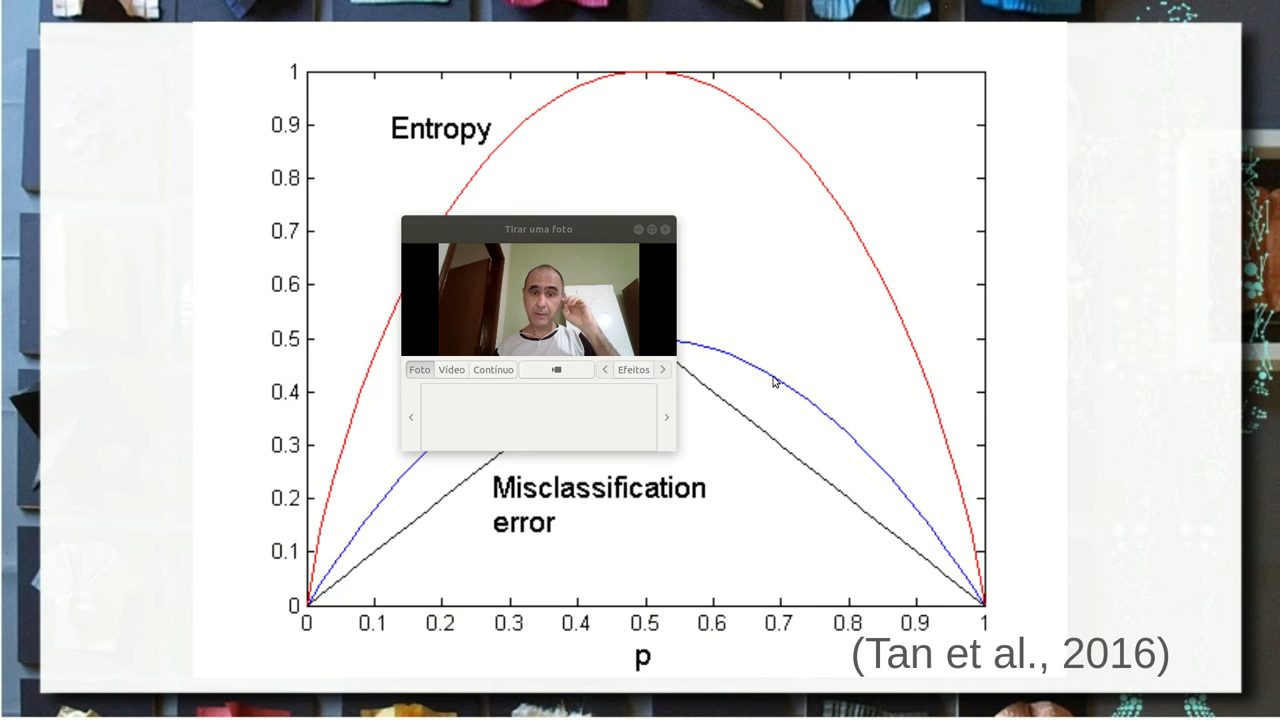 1
0.9
Entropy
0.8
0.7
Tirar uma foto
0.6
0.5
Foto Vídeo Contínuo Efeitos
0.4
0.3
Misclassification
error
0.2
0.1
0
0 0.1 0.2 0.3 0.4 0.5 0.6 0.7 0.8 0.9 1
p
(Tan et al., 2016)